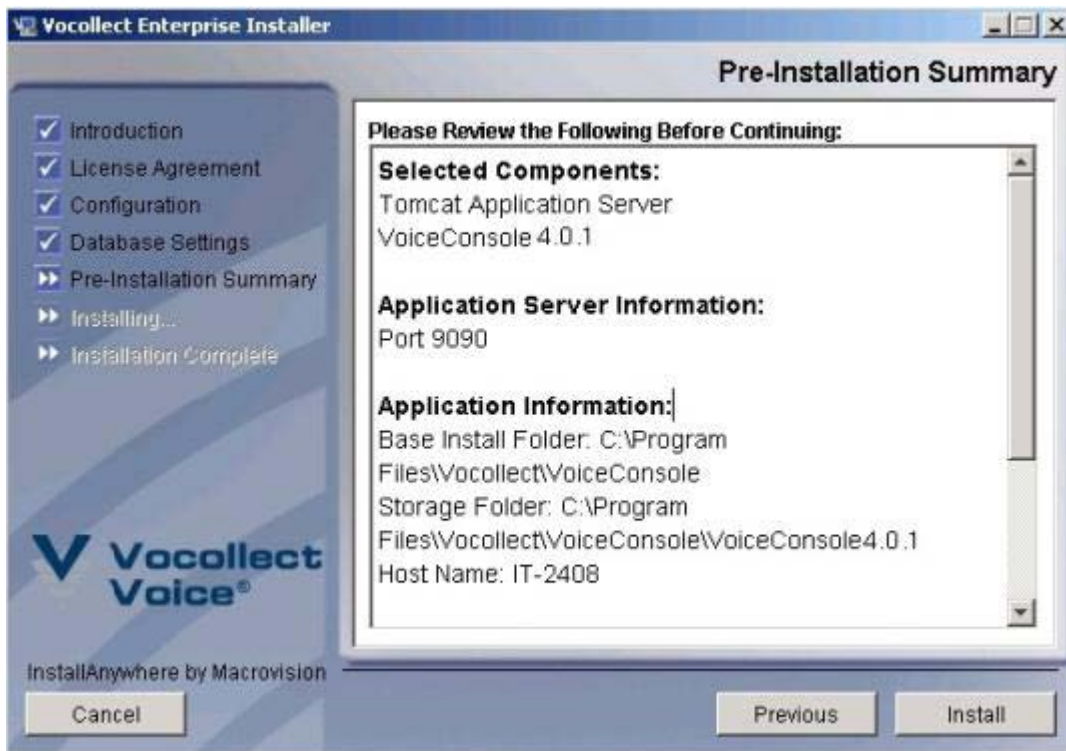 Vocollect Enterprise Installer
Pre-Installation Summary
Introduction
License Agreement
Configuration
Database Settings
Pre-Installation Summary
Installing...
Installation Complete
Vocollect
Voice®
Please Review the Following Before Continuing:
Selected Components:
Tomcat Application Server
VoiceConsole 4.0.1
Application Server Information:
Port 9090
Application Information:
Base Install Folder: C:\Program
Files\Vocollect\VoiceConsole
Storage Folder: C:\Program
Files\Vocollect\VoiceConsole\VoiceConsole4.0.1
Host Name: IT-2408
InstallAnywhere by Macrovision
Cancel
Previous
Install